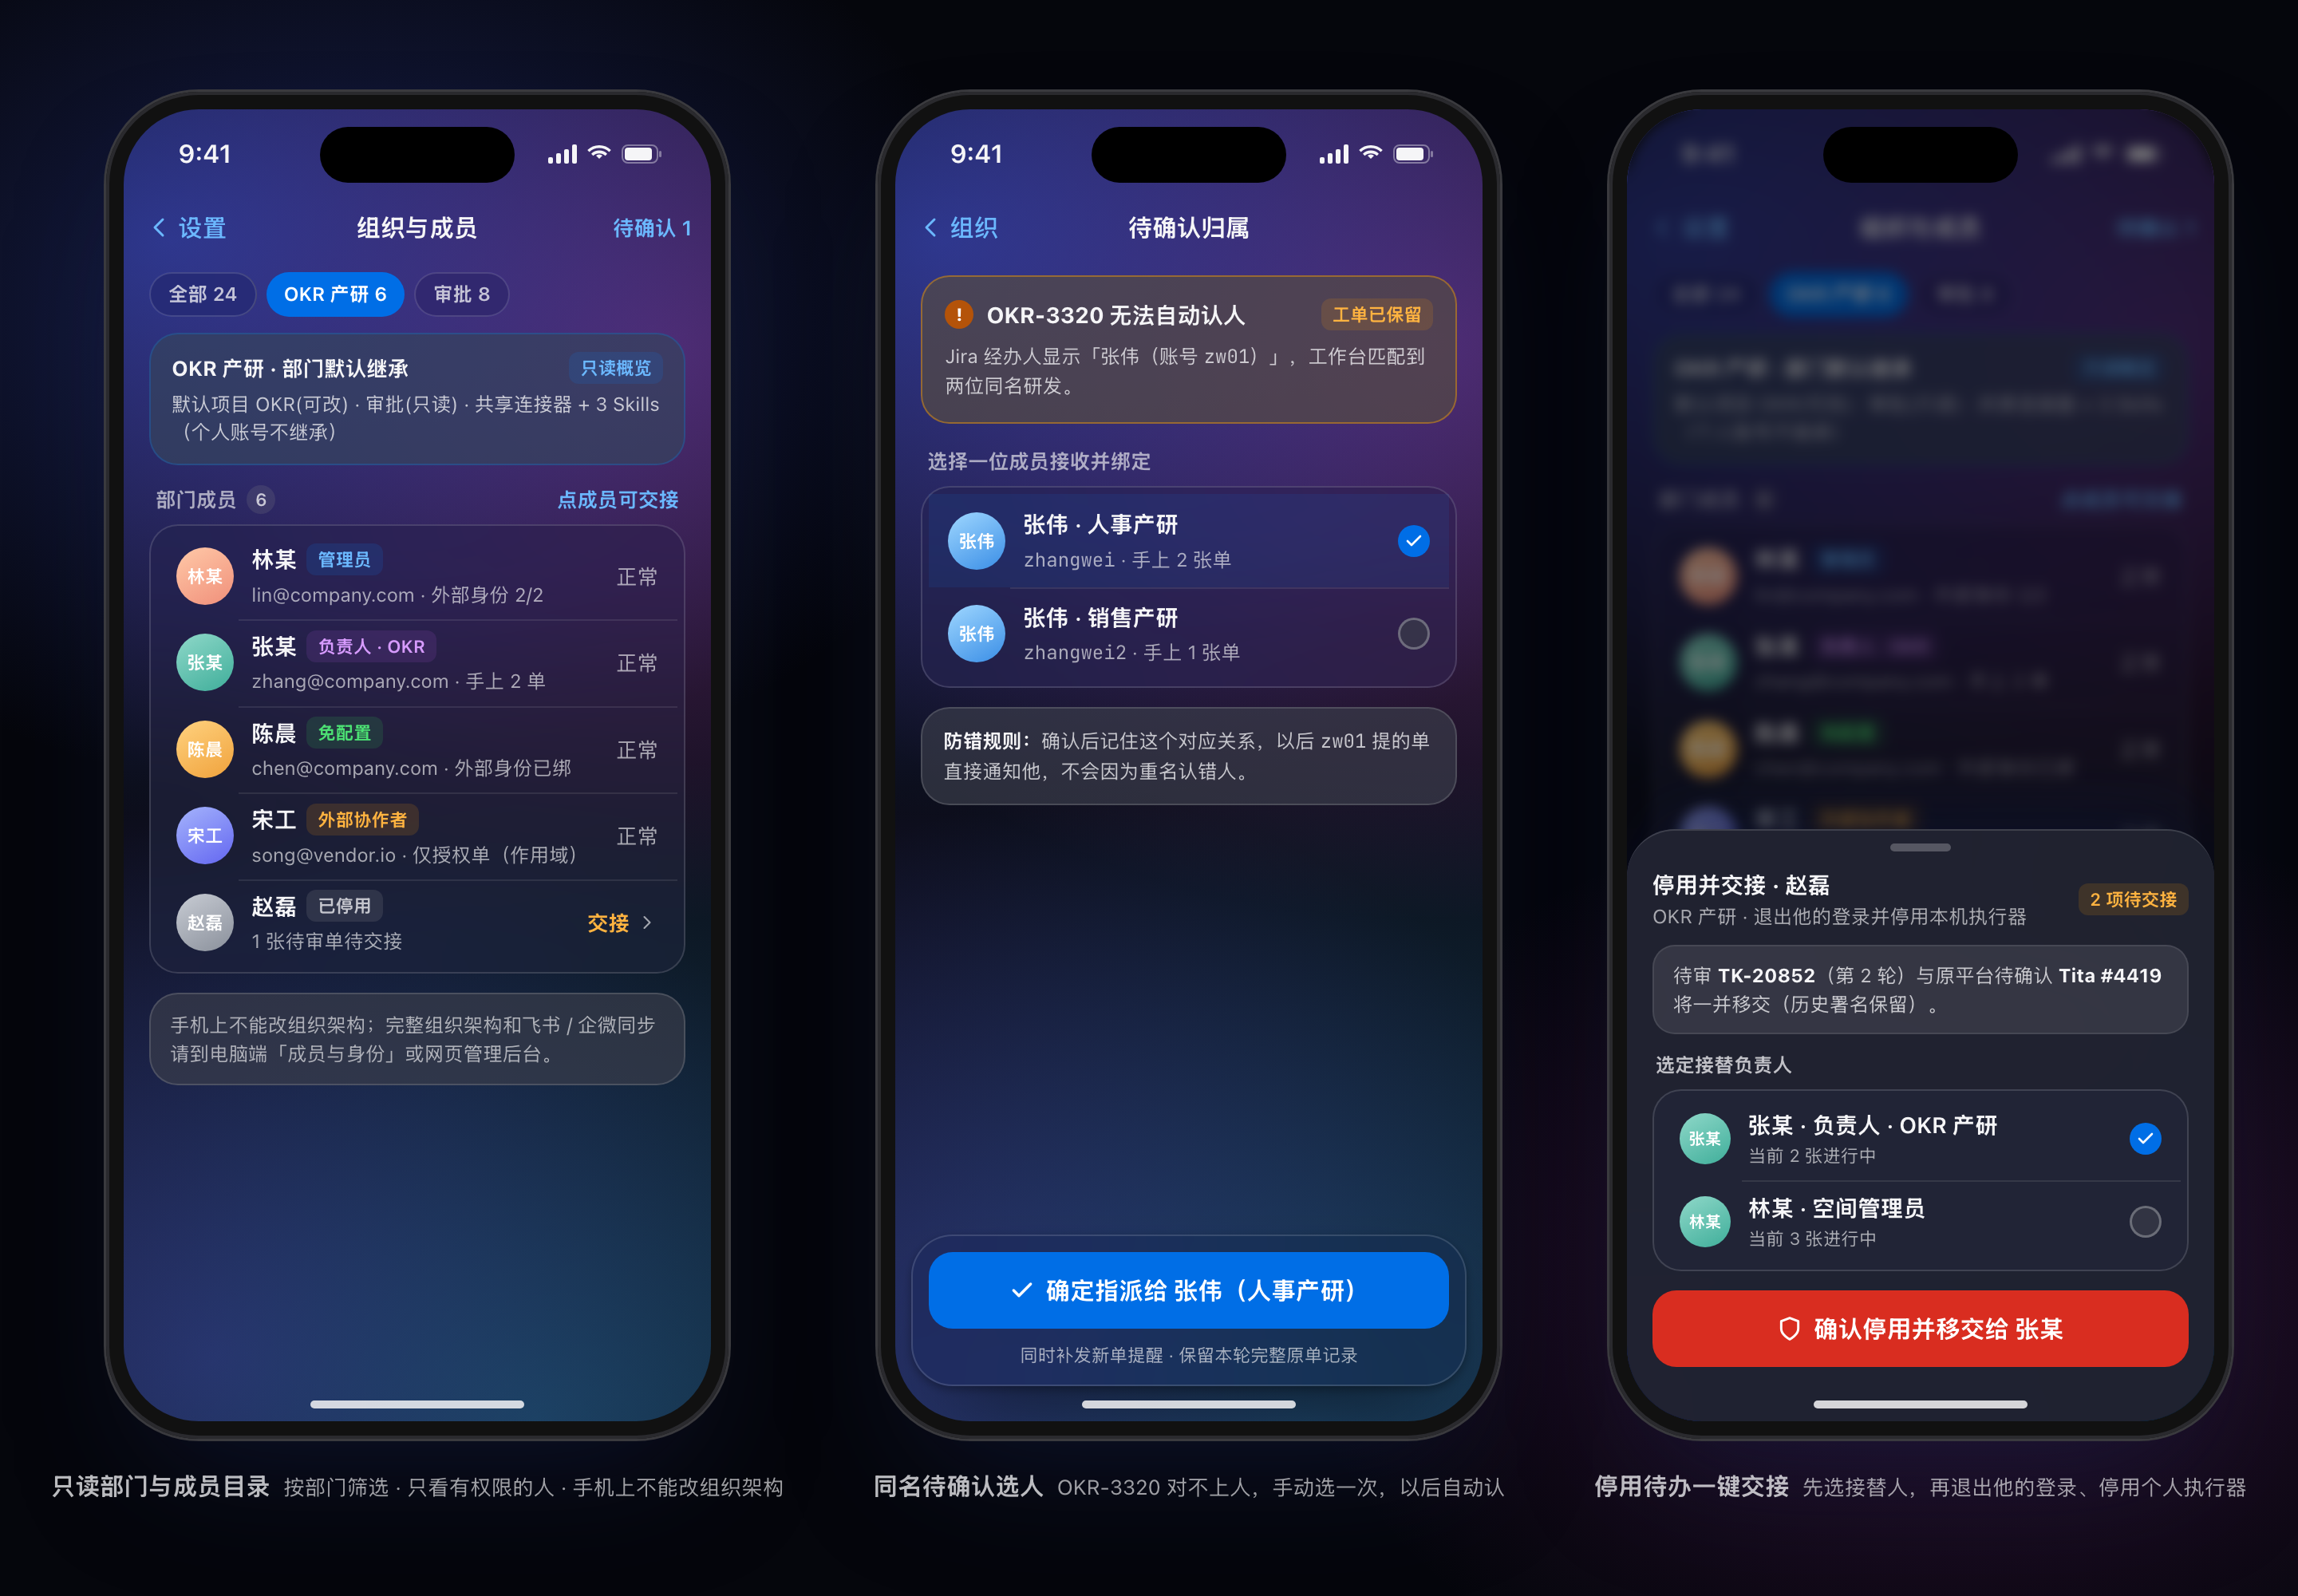 9:41
设置
组织与成员
待确认 1
全部 24
OKR 产研 6
审批 8
OKR 产研 · 部门默认继承
只读概览
默认项目 OKR(可改) · 审批(只读) · 共享连接器 + 3 Skills
（个人账号不继承）
部门成员 6
点成员可交接
林某
林某
管理员
lin@company.com · 外部身份 2/2
正常
张某
张某
负责人 · OKR
zhang@company.com · 手上 2 单
正常
陈晨
陈晨
免配置
chen@company.com · 外部身份已绑
正常
宋工
宋工
外部协作者
song@vendor.io · 仅授权单（作用域）
正常
赵磊
赵磊
已停用
1 张待审单待交接
交接
手机上不能改组织架构；完整组织架构和飞书 / 企微同步
请到电脑端「成员与身份」或网页管理后台。
只读部门与成员目录 按部门筛选 · 只看有权限的人 · 手机上不能改组织架构
9:41
组织
待确认归属
! OKR-3320 无法自动认人
工单已保留
Jira 经办人显示「张伟（账号 zw01）」，工作台匹配到
两位同名研发。
选择一位成员接收并绑定
张伟
张伟 · 人事产研
zhangwei · 手上 2 张单
张伟
张伟 · 销售产研
zhangwei2 · 手上 1 张单
防错规则：确认后记住这个对应关系，以后 zw01 提的单
直接通知他，不会因为重名认错人。
确定指派给 张伟（人事产研）
同时补发新单提醒 · 保留本轮完整原单记录
同名待确认选人 OKR-3320 对不上人，手动选一次，以后自动认
停用并交接 · 赵磊
OKR 产研 · 退出他的登录并停用本机执行器
2 项待交接
待审 TK-20852（第 2 轮）与原平台待确认 Tita #4419
将一并移交（历史署名保留）。
选定接替负责人
张某
张某 · 负责人 · OKR 产研
当前 2 张进行中
林某
林某 · 空间管理员
当前 3 张进行中
确认停用并移交给 张某
停用待办一键交接 先选接替人，再退出他的登录、停用个人执行器